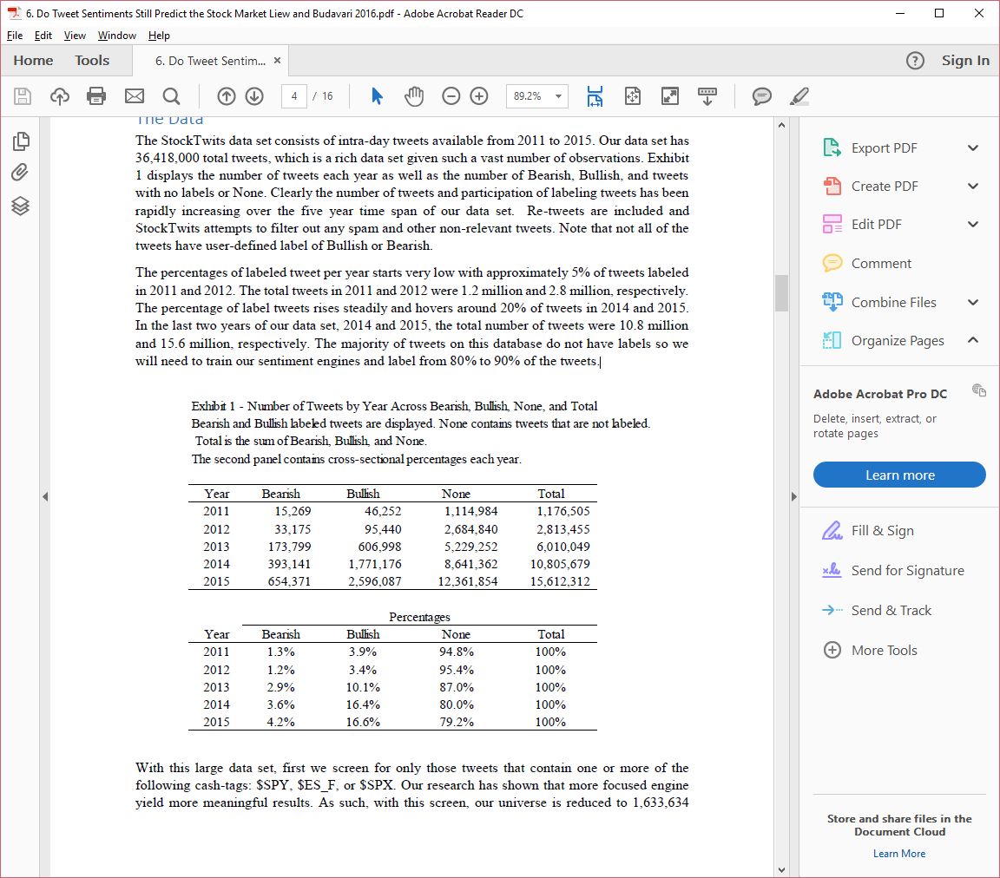 6. Do Tweet Sentiments Still Predict the Stock Market Liew and Budavari 2016.pdf - Adobe Acrobat Reader DC
File Edit View Window Help
Home Tools 6. Do Tweet Sentim... × ? Sign In
4 / 16 89.2%
The Data
The StockTwits data set consists of intra-day tweets available from 2011 to 2015. Our data set has
36,418,000 total tweets, which is a rich data set given such a vast number of observations. Exhibit
1 displays the number of tweets each year as well as the number of Bearish, Bullish, and tweets
with no labels or None. Clearly the number of tweets and participation of labeling tweets has been
rapidly increasing over the five year time span of our data set. Re-tweets are included and
StockTwits attempts to filter out any spam and other non-relevant tweets. Note that not all of the
tweets have user-defined label of Bullish or Bearish.
The percentages of labeled tweet per year starts very low with approximately 5% of tweets labeled
in 2011 and 2012. The total tweets in 2011 and 2012 were 1.2 million and 2.8 million, respectively.
The percentage of label tweets rises steadily and hovers around 20% of tweets in 2014 and 2015.
In the last two years of our data set, 2014 and 2015, the total number of tweets were 10.8 million
and 15.6 million, respectively. The majority of tweets on this database do not have labels so we
will need to train our sentiment engines and label from 80% to 90% of the tweets.
Exhibit 1 - Number of Tweets by Year Across Bearish, Bullish, None, and Total
Bearish and Bullish labeled tweets are displayed. None contains tweets that are not labeled.
Total is the sum of Bearish, Bullish, and None.
The second panel contains cross-sectional percentages each year.
Year Bearish Bullish None Total
2011 15,269 46,252 1,114,984 1,176,505
2012 33,175 95,440 2,684,840 2,813,455
2013 173,799 606,998 5,229,252 6,010,049
2014 393,141 1,771,176 8,641,362 10,805,679
2015 654,371 2,596,087 12,361,854 15,612,312
Percentages
Year Bearish Bullish None Total
2011 1.3% 3.9% 94.8% 100%
2012 1.2% 3.4% 95.4% 100%
2013 2.9% 10.1% 87.0% 100%
2014 3.6% 16.4% 80.0% 100%
2015 4.2% 16.6% 79.2% 100%
With this large data set, first we screen for only those tweets that contain one or more of the
following cash-tags: $SPY, $ES_F, or $SPX. Our research has shown that more focused engine
yield more meaningful results. As such, with this screen, our universe is reduced to 1,633,634
Export PDF
Create PDF
Edit PDF
Comment
Combine Files
Organize Pages
Adobe Acrobat Pro DC
Delete, insert, extract, or
rotate pages
Learn more
Fill & Sign
Send for Signature
Send & Track
More Tools
Store and share files in the
Document Cloud
Learn More